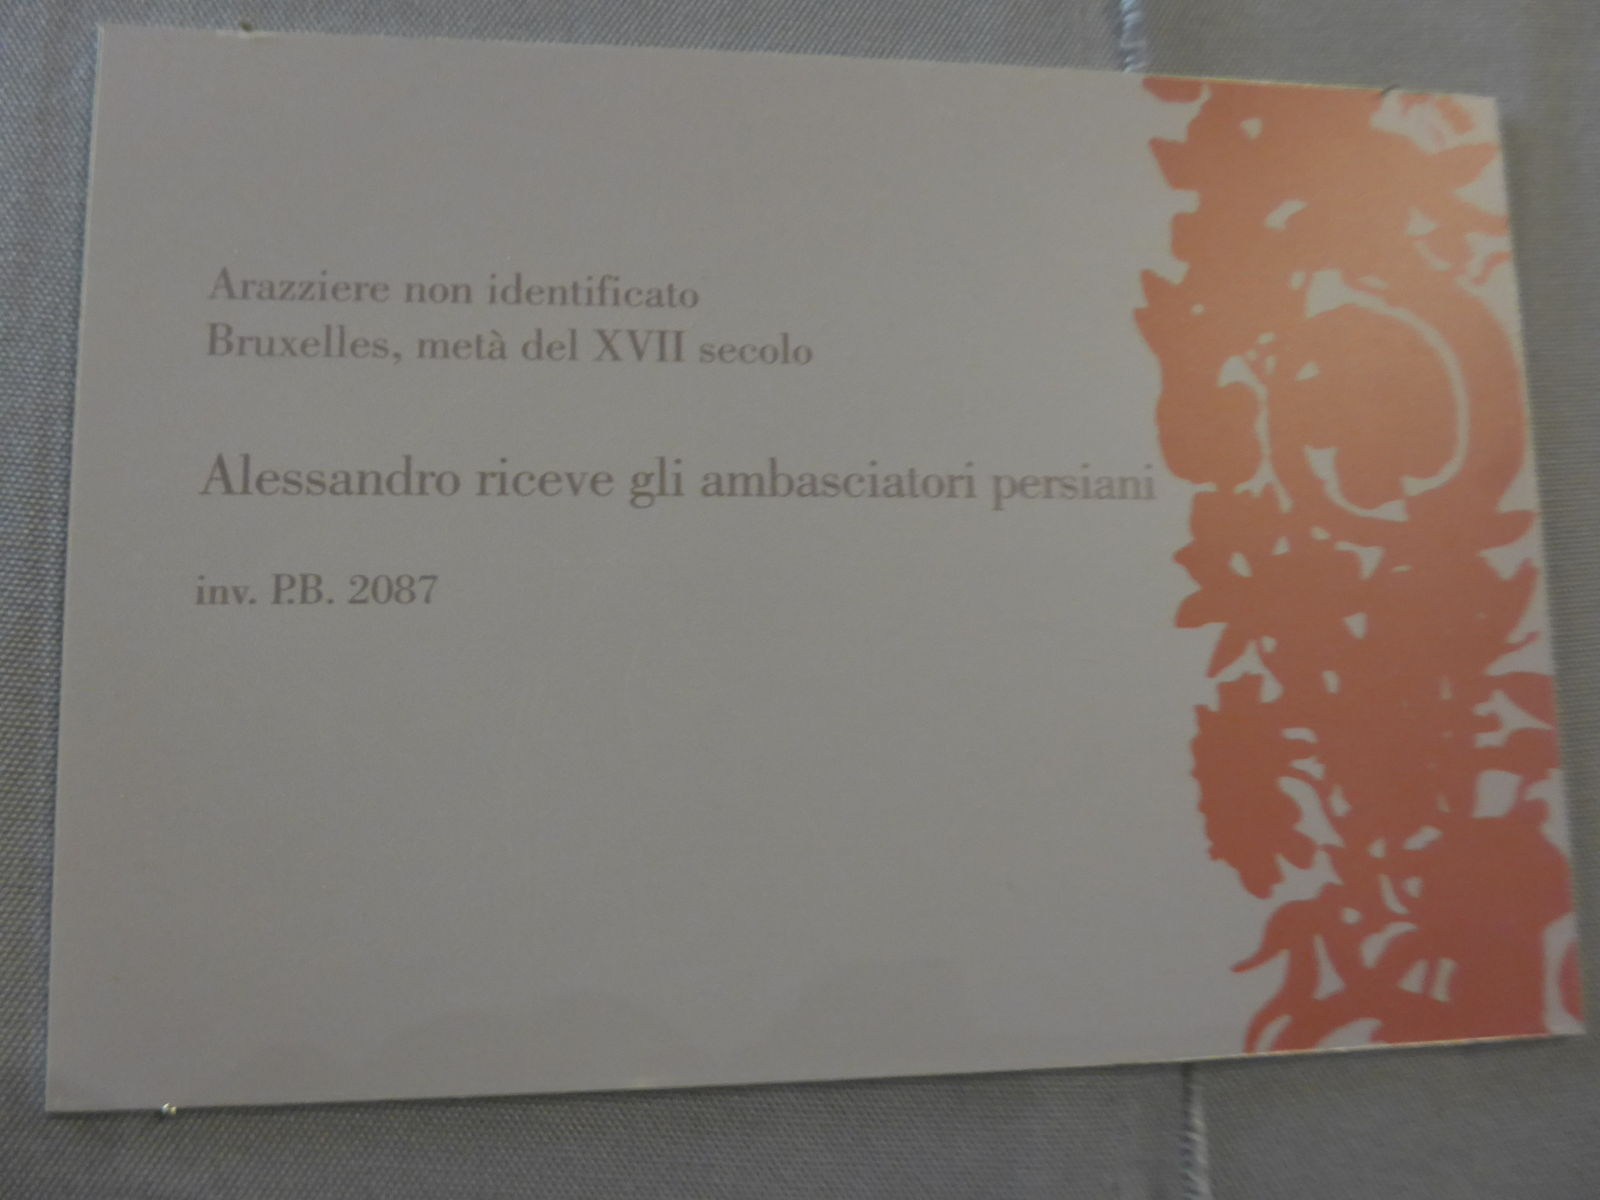 Arazziere non identificato
Bruxelles, metà del XVII secolo
Alessandro riceve gli ambasciatori persiani
inv. P.B. 2087